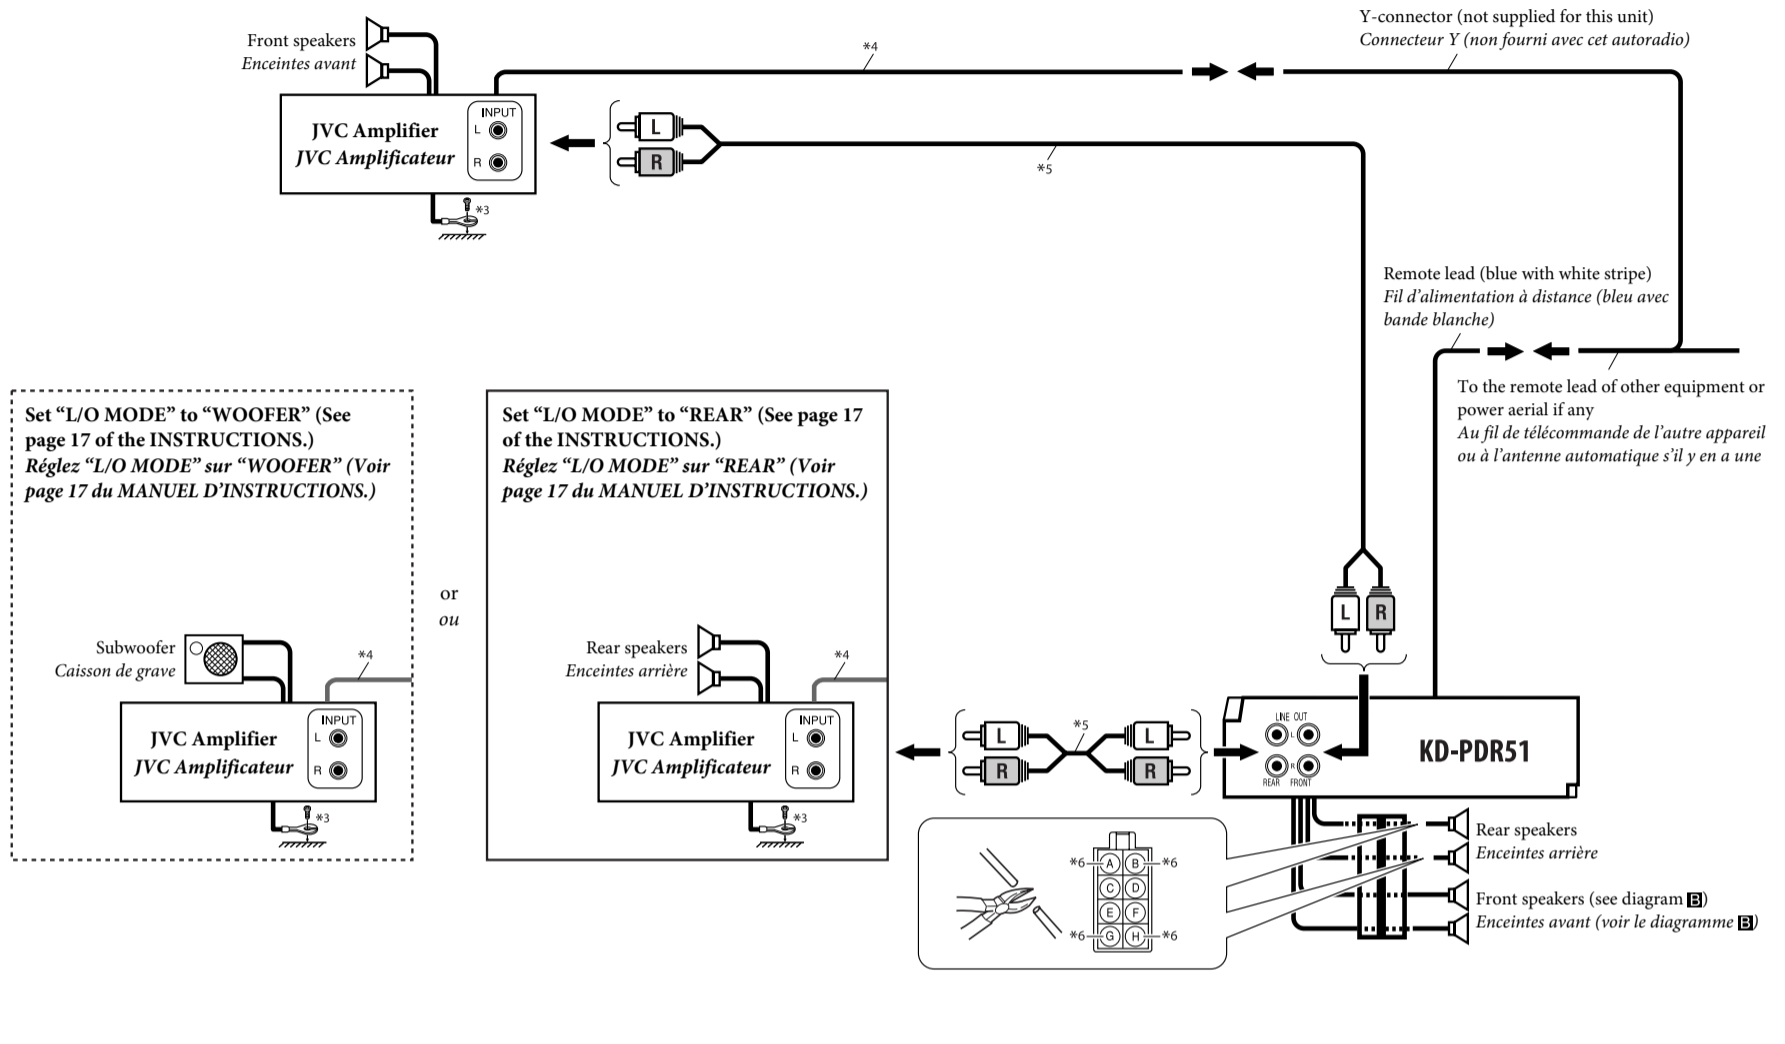 Y-connector (not supplied for this unit)
Connecteur Y (non fourni avec cet autoradio)
Front speakers
Enceintes avant
*4
INPUT
L
R
JVC Amplifier
JVC Amplificateur
L
R
*5
*3
Remote lead (blue with white stripe)
Fil d’alimentation à distance (bleu avec
bande blanche)
To the remote lead of other equipment or
power aerial if any
Au fil de télécommande de l’autre appareil
ou à l’antenne automatique s’il y en a une
Set “L/O MODE” to “WOOFER” (See
page 17 of the INSTRUCTIONS.)
Réglez “L/O MODE” sur “WOOFER” (Voir
page 17 du MANUEL D’INSTRUCTIONS.)
Subwoofer
Caisson de grave
*4
INPUT
L
R
JVC Amplifier
JVC Amplificateur
*3
or
ou
Set “L/O MODE” to “REAR” (See page 17
of the INSTRUCTIONS.)
Réglez “L/O MODE” sur “REAR” (Voir
page 17 du MANUEL D’INSTRUCTIONS.)
Rear speakers
Enceintes arrière
*4
INPUT
L
R
JVC Amplifier
JVC Amplificateur
*3
L
R
*5
L
R
L R
LINE OUT
L
R
REAR FRONT
KD-PDR51
*6 A B *6
C D
E F
*6 G H *6
Rear speakers
Enceintes arrière
Front speakers (see diagram B)
Enceintes avant (voir le diagramme B)